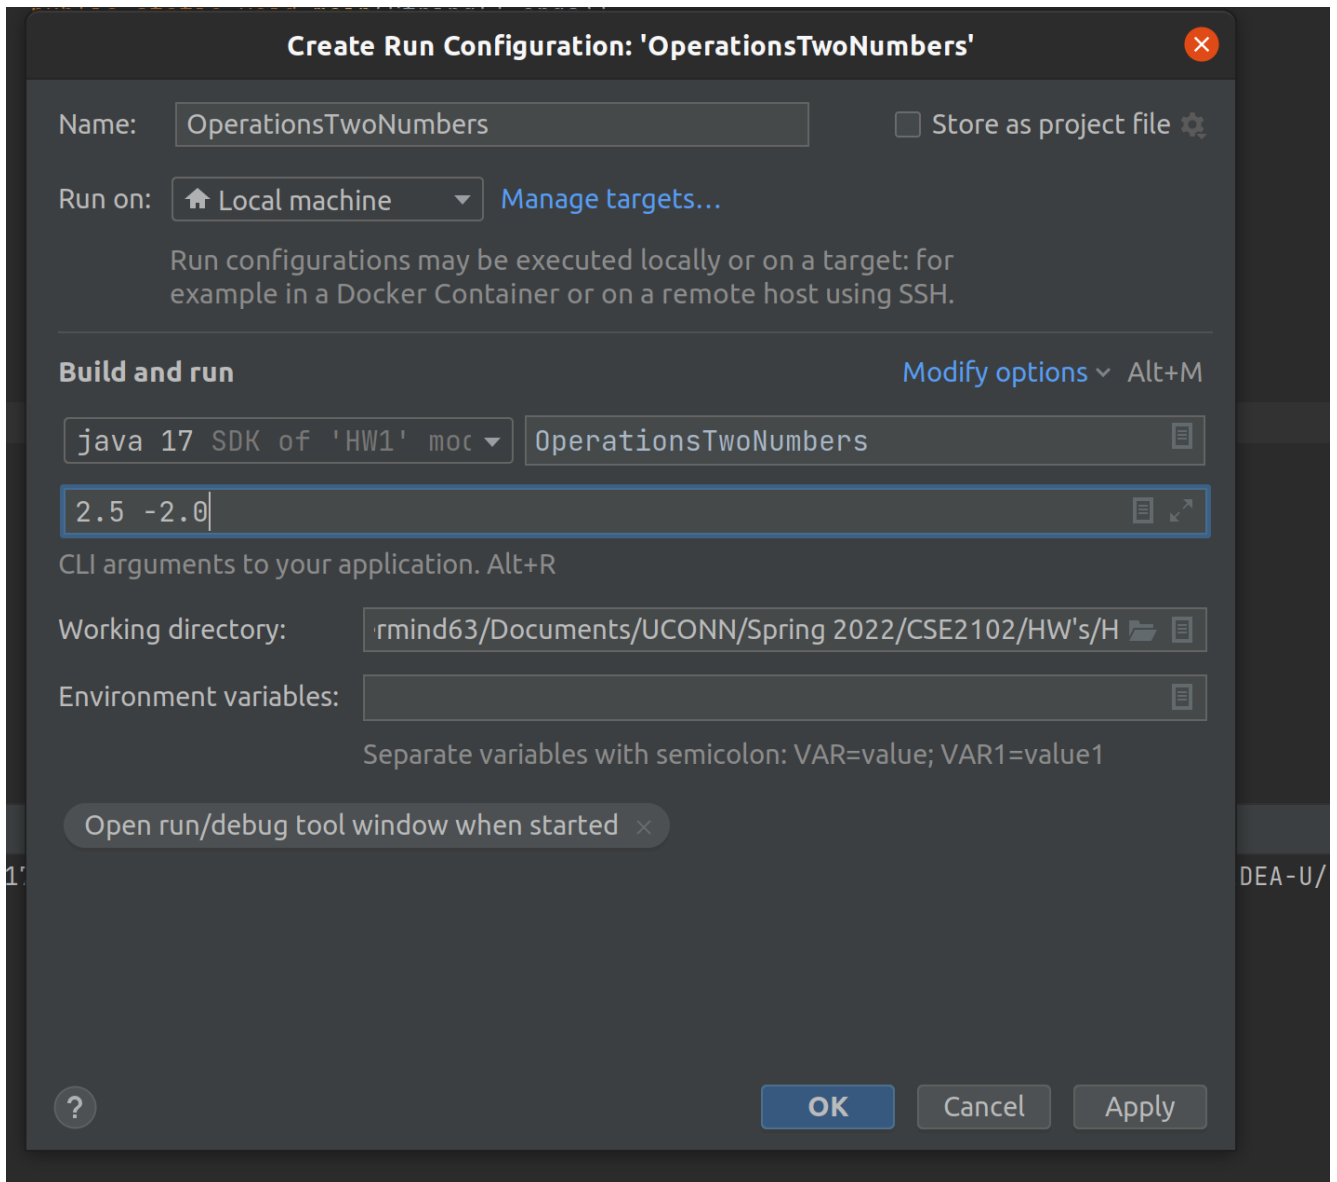 Create Run Configuration: 'OperationsTwoNumbers'
Name: OperationsTwoNumbers Store as project file
Run on: Local machine Manage targets...
Run configurations may be executed locally or on a target: for
example in a Docker Container or on a remote host using SSH.
Build and run Modify options Alt+M
java 17 SDK of 'HW1' moc OperationsTwoNumbers
2.5 -2.0
CLI arguments to your application. Alt+R
Working directory: rmind63/Documents/UCONN/Spring 2022/CSE2102/HW's/H
Environment variables:
Separate variables with semicolon: VAR=value; VAR1=value1
Open run/debug tool window when started ×
17 DEA-U/
? OK Cancel Apply